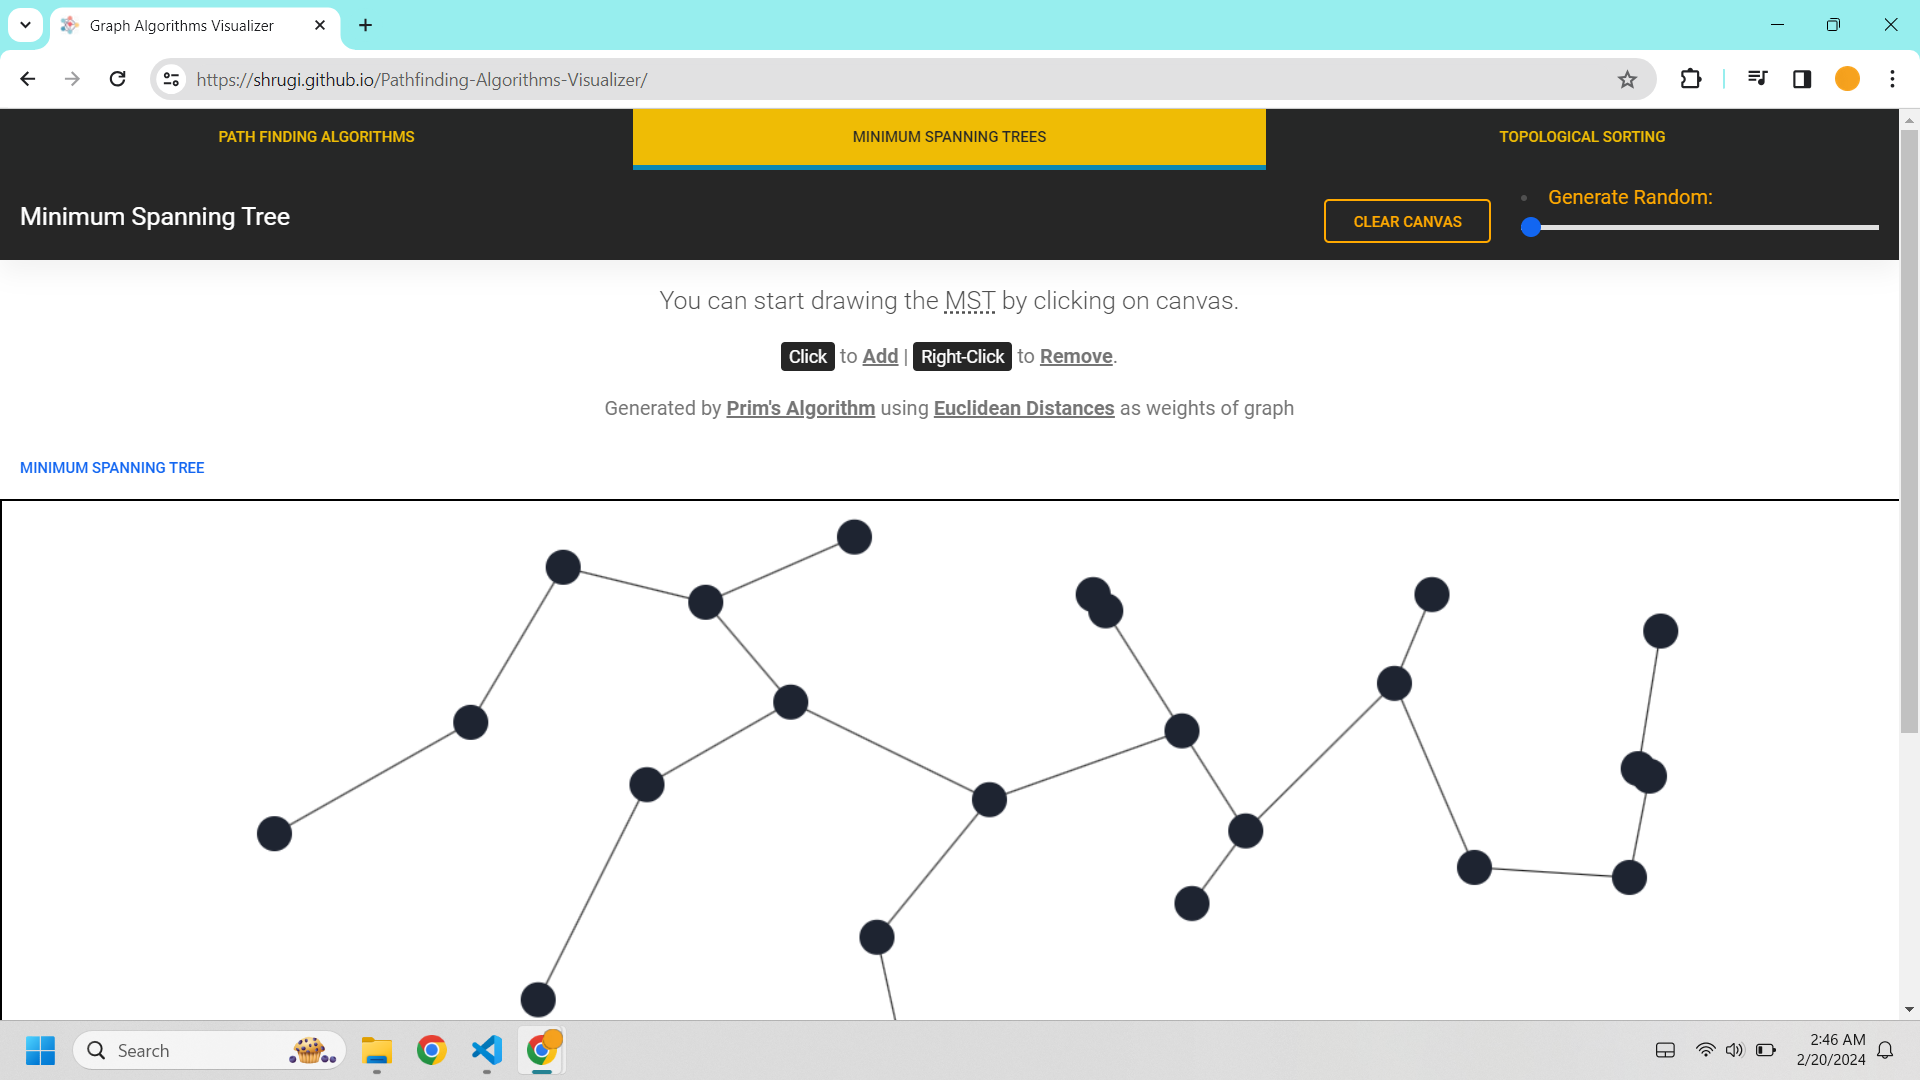 Graph Algorithms Visualizer
https://shrugi.github.io/Pathfinding-Algorithms-Visualizer/
PATH FINDING ALGORITHMS
MINIMUM SPANNING TREES
TOPOLOGICAL SORTING
Minimum Spanning Tree
CLEAR CANVAS
Generate Random:
You can start drawing the MST by clicking on canvas.
Click to Add | Right-Click to Remove.
Generated by Prim's Algorithm using Euclidean Distances as weights of graph
MINIMUM SPANNING TREE
Search
2:46 AM
2/20/2024